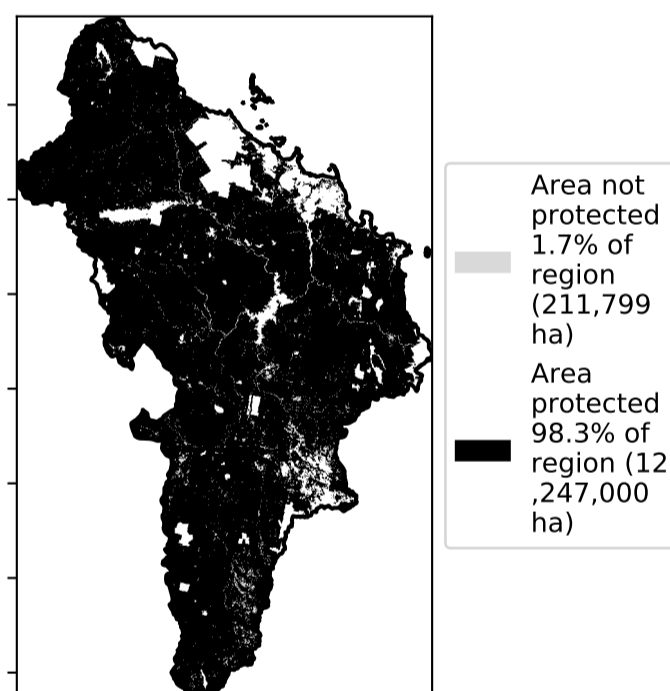 Area not
protected
1.7% of
region
(211,799
ha)
Area
protected
98.3% of
region (12
,247,000
ha)